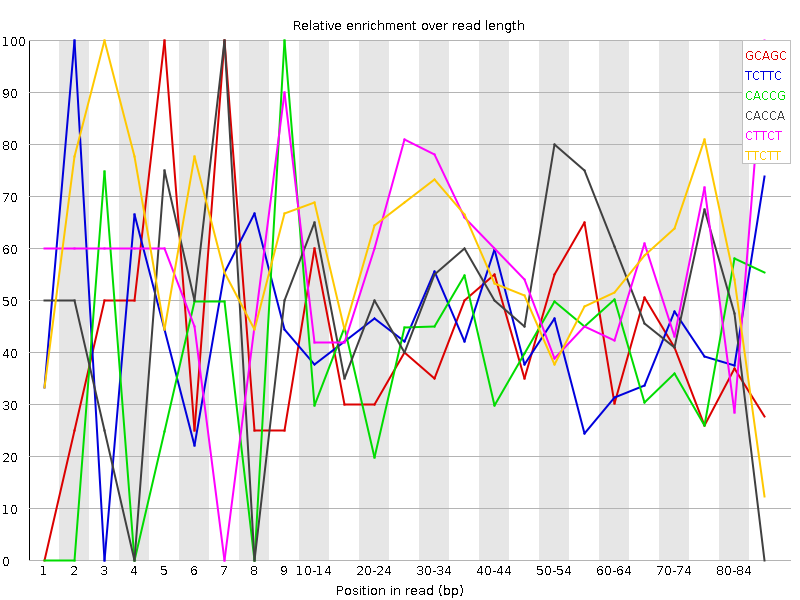 Relative enrichment over read length
100
90
80
70
60
50
40
30
20
10
0
GCAGC
TCTTC
CACCG
CACCA
CTTCT
TTCTT
1 2 3 4 5 6 7 8 9 10-14 20-24 30-34 40-44 50-54 60-64 70-74 80-84
Position in read (bp)